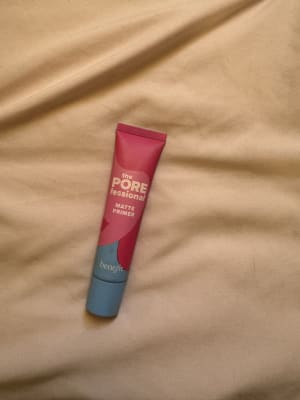 the
PORE
fessional
MATTE
PRIMER
benefit